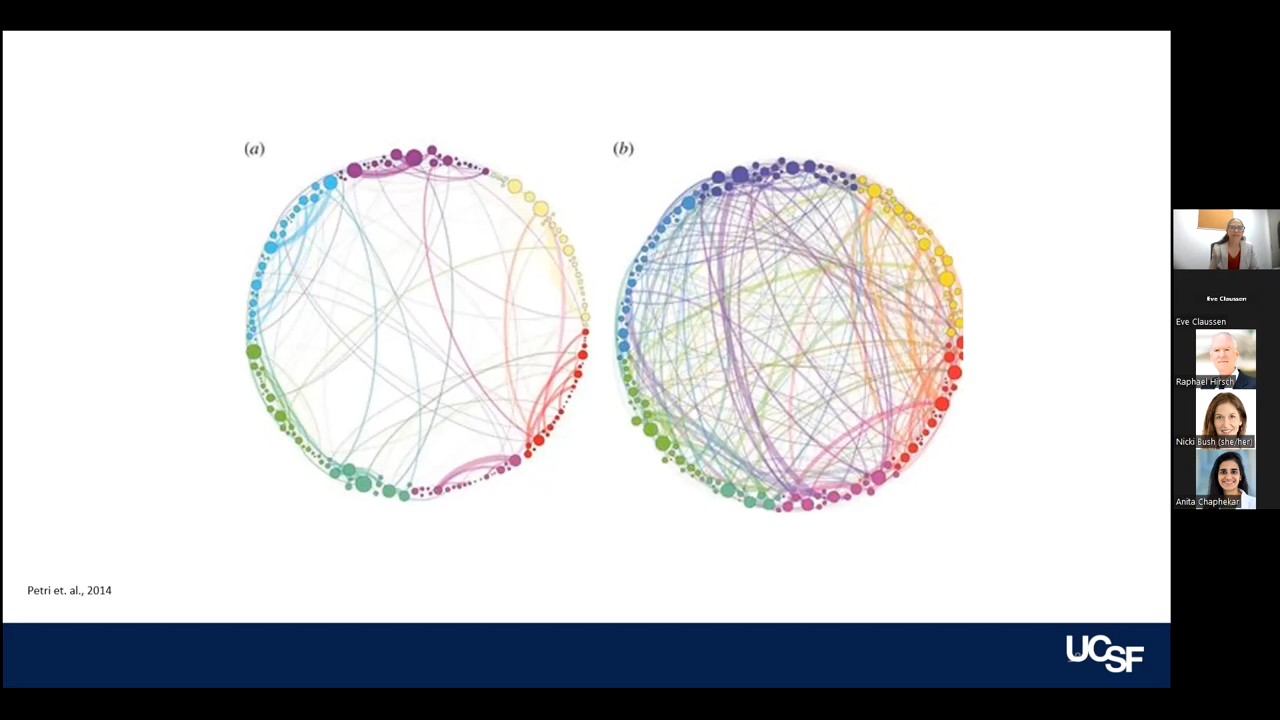 (a)
(b)
Petri et. al., 2014
UCSF
Eve Claussen
Eve Claussen
Raphael Hirsch
Nicki Bush (she/her)
Anita Chaphekar